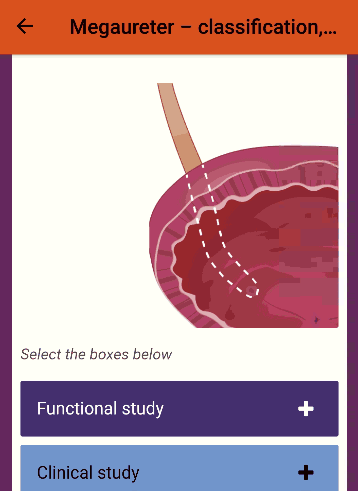 Megaureter – classification,...
Select the boxes below
Functional study
Clinical study